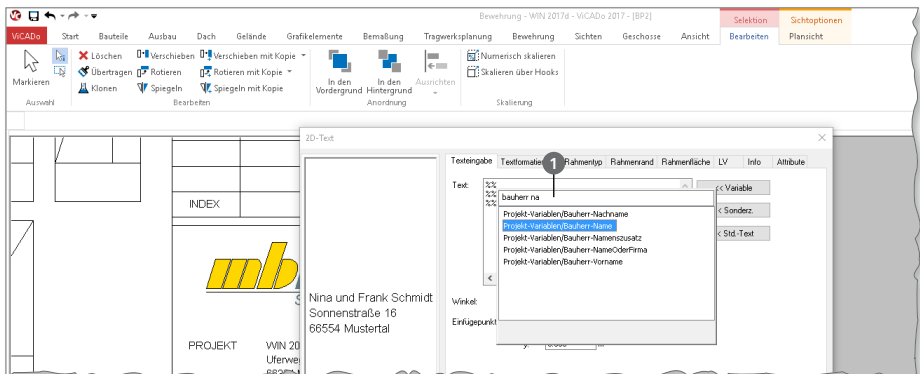 Bewehrung - WIN 2017d - ViCADo 2017 - [BP2]
Selektion Sichtoptionen
ViCADo Start Bauteile Ausbau Dach Gelände Grafikelemente Bemaßung Tragwerksplanung Bewehrung Sichten Geschosse Ansicht Bearbeiten Plansicht
Löschen Verschieben Verschieben mit Kopie Numerisch skalieren
Markieren Übertragen Rotieren Rotieren mit Kopie In den Vordergrund In den Hintergrund Ausrichten Skalieren über Hooks
Klonen Spiegeln Spiegeln mit Kopie
Auswahl Bearbeiten Anordnung Skalierung
2D-Text
Texteingabe Rahmentyp Rahmenrand Rahmenfläche LV Info Attribute
1
Text: %%
%%
%%
<< Variable
bauherr na
< Sonderz.
< Std.-Text
Projekt-Variablen/Bauherr-Nachname
Projekt-Variablen/Bauherr-Name
Projekt-Variablen/Bauherr-Namenszusatz
Projekt-Variablen/Bauherr-NameOderFirma
Projekt-Variablen/Bauherr-Vorname
INDEX
mb
Nina und Frank Schmidt
Sonnenstraße 16
66554 Mustertal
Winkel:
Einfügepunkt
PROJEKT WIN 20
Uferwe